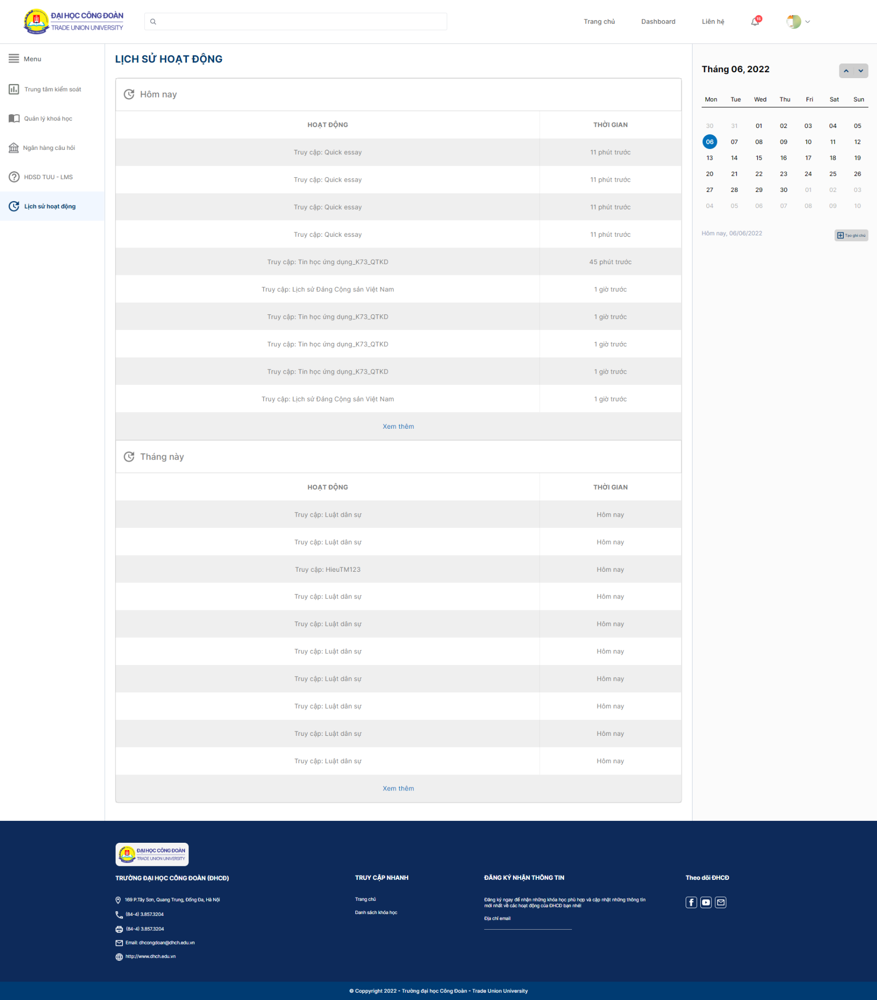 ĐẠI HỌC CÔNG ĐOÀN
TRADE UNION UNIVERSITY
Trang chủ
Dashboard
Liên hệ
15
Menu
Trung tâm kiểm soát
Quản lý khoá học
Ngân hàng câu hỏi
HDSD TUU - LMS
Lịch sử hoạt động
LỊCH SỬ HOẠT ĐỘNG
Hôm nay
HOẠT ĐỘNG THỜI GIAN
Truy cập: Quick essay 11 phút trước
Truy cập: Quick essay 11 phút trước
Truy cập: Quick essay 11 phút trước
Truy cập: Quick essay 11 phút trước
Truy cập: Tin học ứng dụng_K73_QTKD 45 phút trước
Truy cập: Lịch sử Đảng Cộng sản Việt Nam 1 giờ trước
Truy cập: Tin học ứng dụng_K73_QTKD 1 giờ trước
Truy cập: Tin học ứng dụng_K73_QTKD 1 giờ trước
Truy cập: Tin học ứng dụng_K73_QTKD 1 giờ trước
Truy cập: Lịch sử Đảng Cộng sản Việt Nam 1 giờ trước
Xem thêm
Tháng này
HOẠT ĐỘNG THỜI GIAN
Truy cập: Luật dân sự Hôm nay
Truy cập: Luật dân sự Hôm nay
Truy cập: HieuTM123 Hôm nay
Truy cập: Luật dân sự Hôm nay
Truy cập: Luật dân sự Hôm nay
Truy cập: Luật dân sự Hôm nay
Truy cập: Luật dân sự Hôm nay
Truy cập: Luật dân sự Hôm nay
Truy cập: Luật dân sự Hôm nay
Truy cập: Luật dân sự Hôm nay
Xem thêm
Tháng 06, 2022
Mon Tue Wed Thu Fri Sat Sun
30 31 01 02 03 04 05
06 07 08 09 10 11 12
13 14 15 16 17 18 19
20 21 22 23 24 25 26
27 28 29 30 01 02 03
04 05 06 07 08 09 10
Hôm nay, 06/06/2022
Tạo ghi chú
ĐẠI HỌC CÔNG ĐOÀN
TRADE UNION UNIVERSITY
TRƯỜNG ĐẠI HỌC CÔNG ĐOÀN (ĐHCĐ)
169 P.Tây Sơn, Quang Trung, Đống Đa, Hà Nội
(84-4) 3.857.3204
(84-4) 3.857.3204
Email: dhcongdoan@dhch.edu.vn
http://www.dhch.edu.vn
TRUY CẬP NHANH
Trang chủ
Danh sách khóa học
ĐĂNG KÝ NHẬN THÔNG TIN
Đăng ký ngay để nhận những khóa học phù hợp và cập nhật những thông tin
mới nhất về các hoạt động của ĐHCĐ bạn nhé!
Địa chỉ email
Theo dõi ĐHCĐ
© Coppyright 2022 - Trường đại học Công Đoàn - Trade Union University